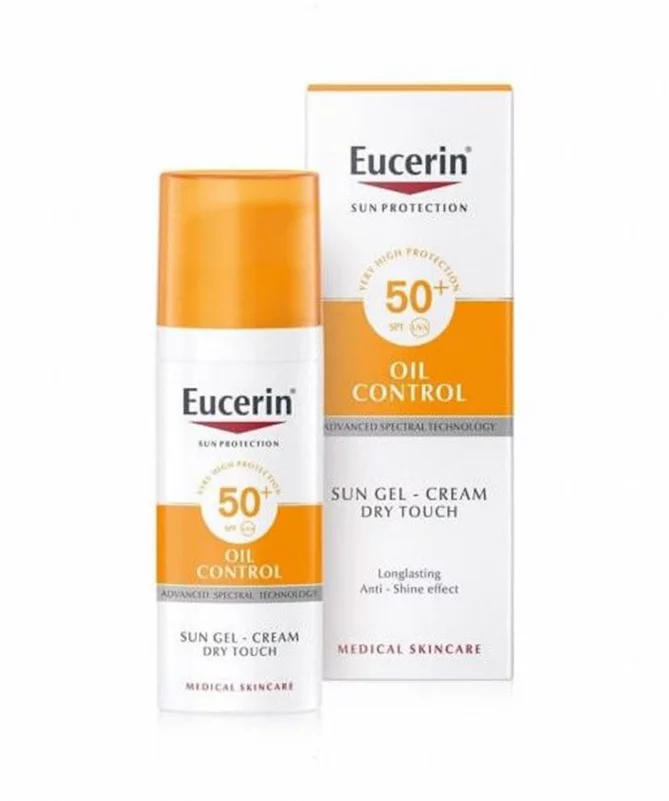 Eucerin®
SUN PROTECTION
VERY HIGH PROTECTION
50+
SPF UVA
OIL
CONTROL
ADVANCED SPECTRAL TECHNOLOGY
SUN GEL - CREAM
DRY TOUCH
Longlasting
Anti - Shine effect
MEDICAL SKINCARE
Eucerin®
SUN PROTECTION
VERY HIGH PROTECTION
50+
SPF UVA
OIL
CONTROL
ADVANCED SPECTRAL TECHNOLOGY
SUN GEL - CREAM
DRY TOUCH
MEDICAL SKINCARE